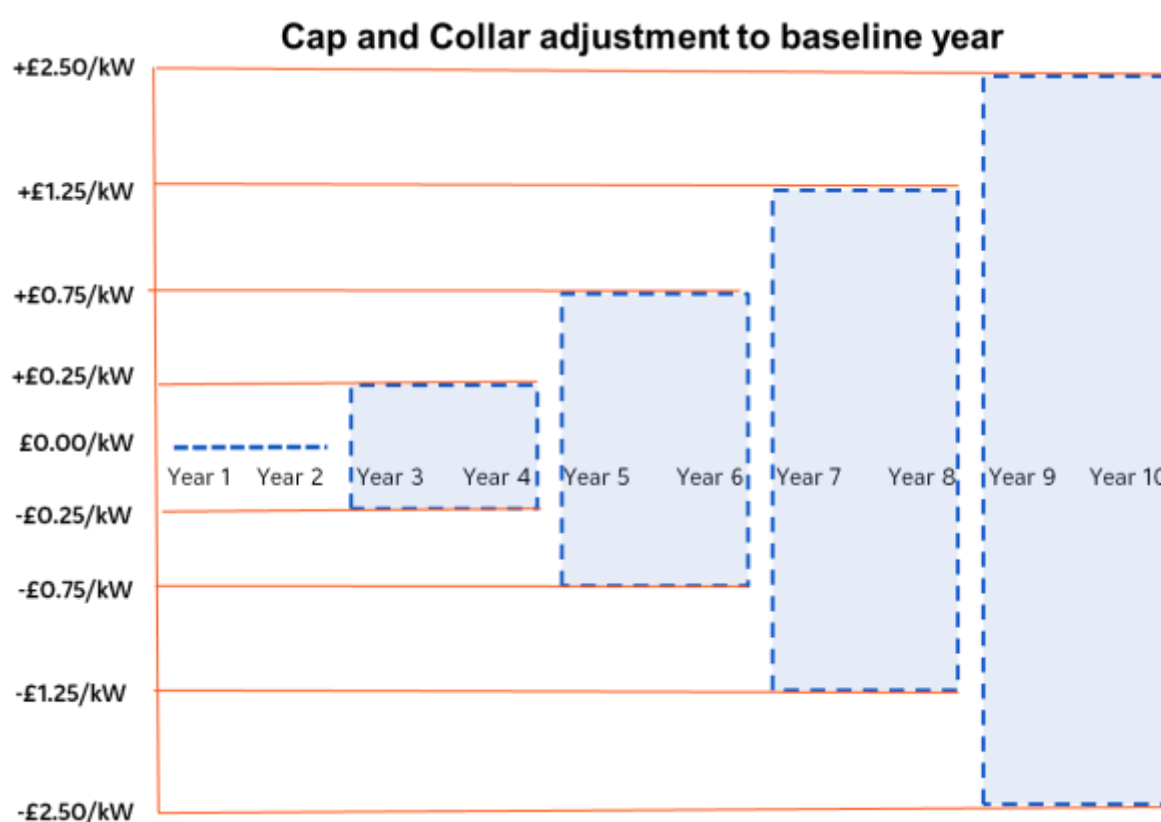 Cap and Collar adjustment to baseline year
+£2.50/kW
+£1.25/kW
+£0.75/kW
+£0.25/kW
£0.00/kW
Year 1 Year 2 Year 3 Year 4 Year 5 Year 6 Year 7 Year 8 Year 9 Year 10
-£0.25/kW
-£0.75/kW
-£1.25/kW
-£2.50/kW